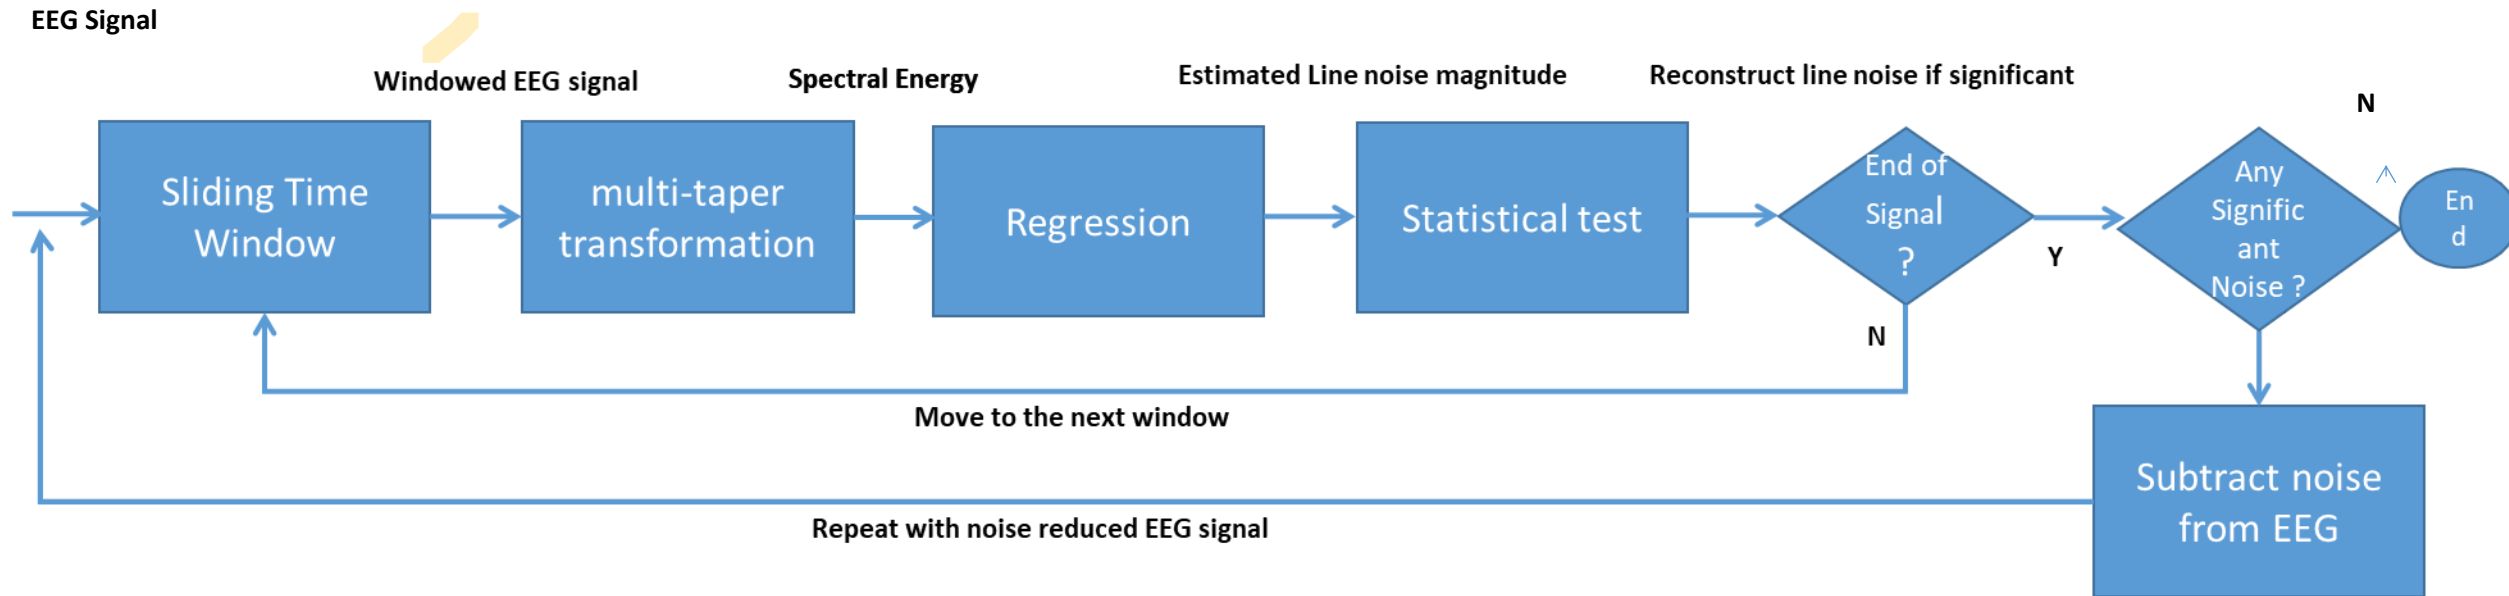 EEG Signal
Windowed EEG signal
Spectral Energy
Estimated Line noise magnitude
Reconstruct line noise if significant
N
Sliding Time
Window
multi-taper
transformation
Regression
Statistical test
End of
Signal
?
Y
Any
Signific
ant
Noise ?
En
d
N
Move to the next window
Subtract noise
from EEG
Repeat with noise reduced EEG signal